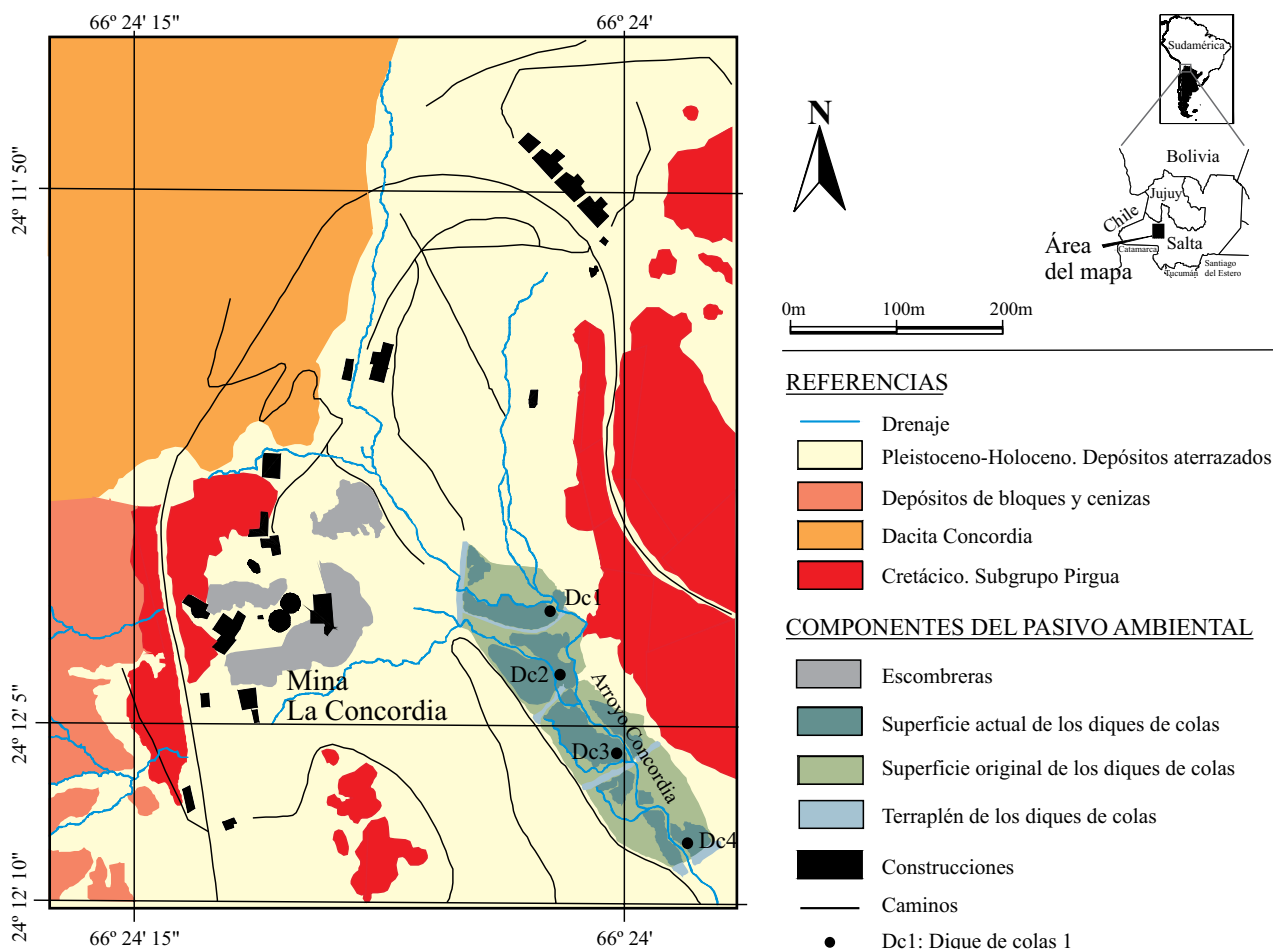 66º 24' 15"
66º 24'
24º 11' 50"
24º 12' 5"
24º 12' 10"
66º 24' 15"
66º 24'
Dc1
Dc2
Dc3
Dc4
Arroyo Concordia
Mina
La Concordia
N
Sudamérica
Bolivia
Jujuy
Chile
Salta
Catamarca
Tucumán
Santiago
del Estero
Área
del mapa
0m
100m
200m
REFERENCIAS
Drenaje
Pleistoceno-Holoceno. Depósitos aterrazados
Depósitos de bloques y cenizas
Dacita Concordia
Cretácico. Subgrupo Pirgua
COMPONENTES DEL PASIVO AMBIENTAL
Escombreras
Superficie actual de los diques de colas
Superficie original de los diques de colas
Terraplén de los diques de colas
Construcciones
Caminos
Dc1: Dique de colas 1